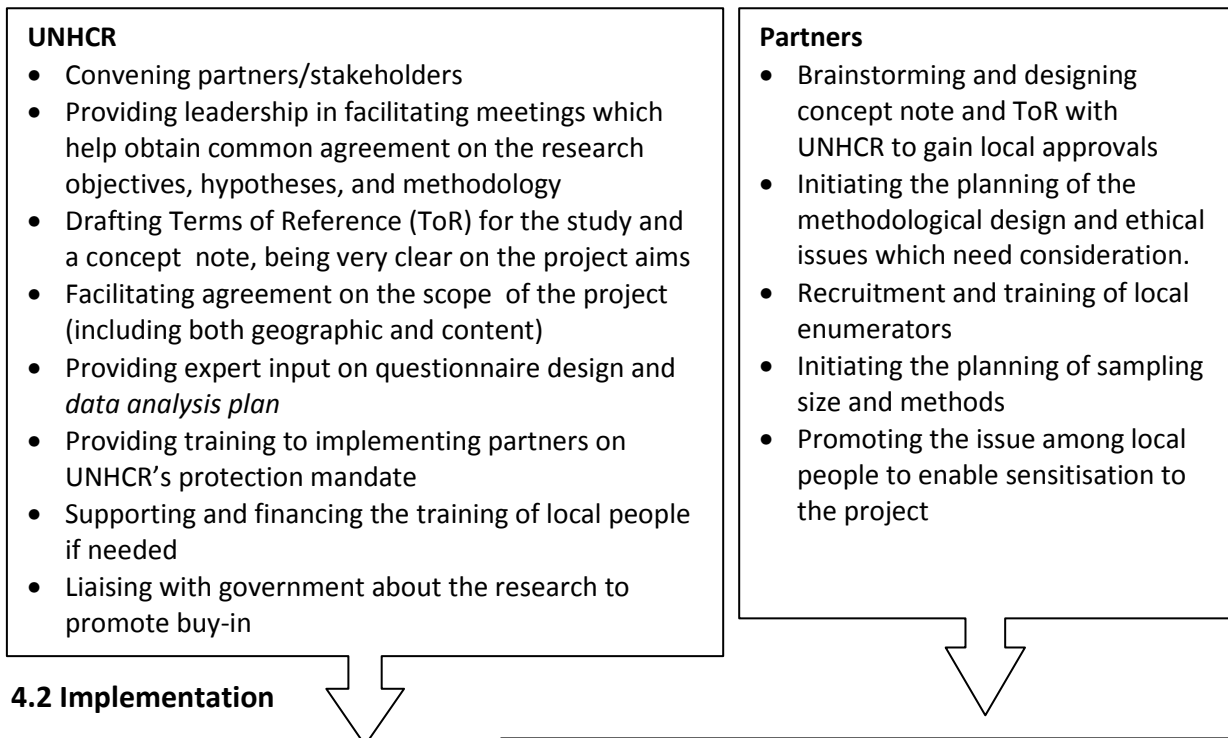 UNHCR
• Convening partners/stakeholders
• Providing leadership in facilitating meetings which
help obtain common agreement on the research
objectives, hypotheses, and methodology
• Drafting Terms of Reference (ToR) for the study and
a concept note, being very clear on the project aims
• Facilitating agreement on the scope of the project
(including both geographic and content)
• Providing expert input on questionnaire design and
data analysis plan
• Providing training to implementing partners on
UNHCR’s protection mandate
• Supporting and financing the training of local people
if needed
• Liaising with government about the research to
promote buy-in
Partners
• Brainstorming and designing
concept note and ToR with
UNHCR to gain local approvals
• Initiating the planning of the
methodological design and ethical
issues which need consideration.
• Recruitment and training of local
enumerators
• Initiating the planning of sampling
size and methods
• Promoting the issue among local
people to enable sensitisation to
the project
4.2 Implementation